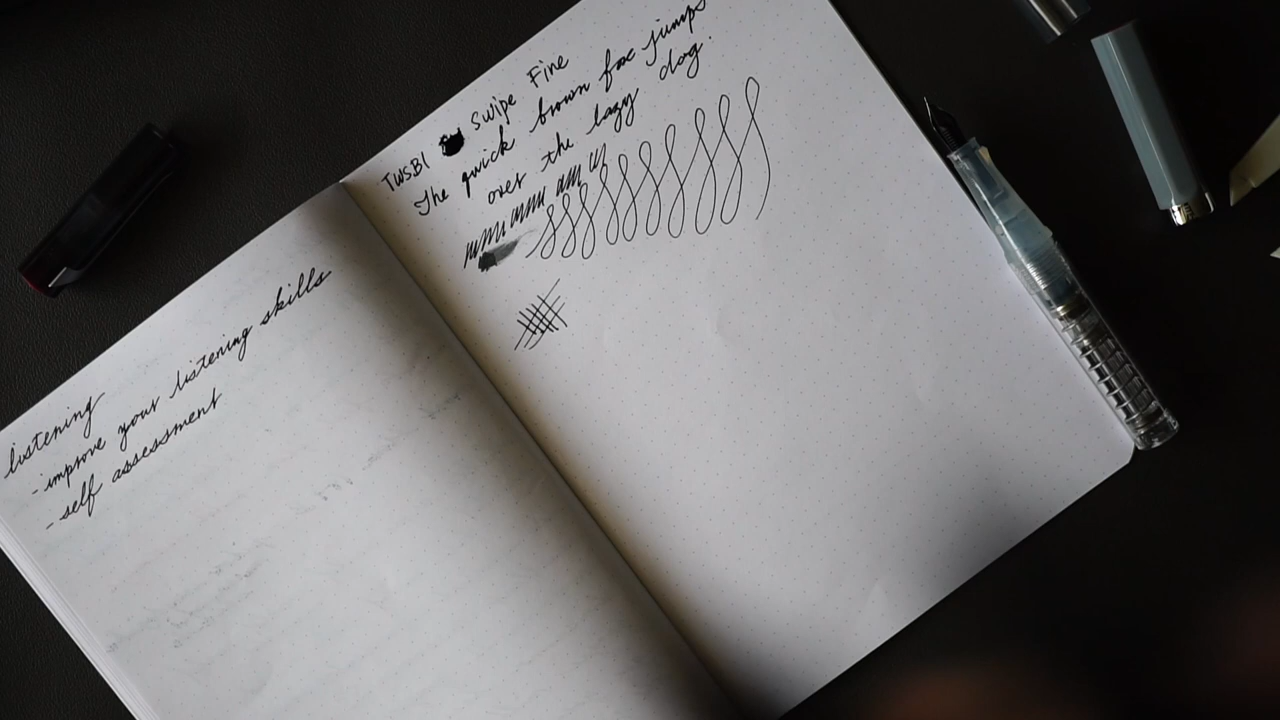 listening
- improve your listening skills
- self assessment
TWSBI Swipe Fine
The quick brown fox jumps
over the lazy dog.